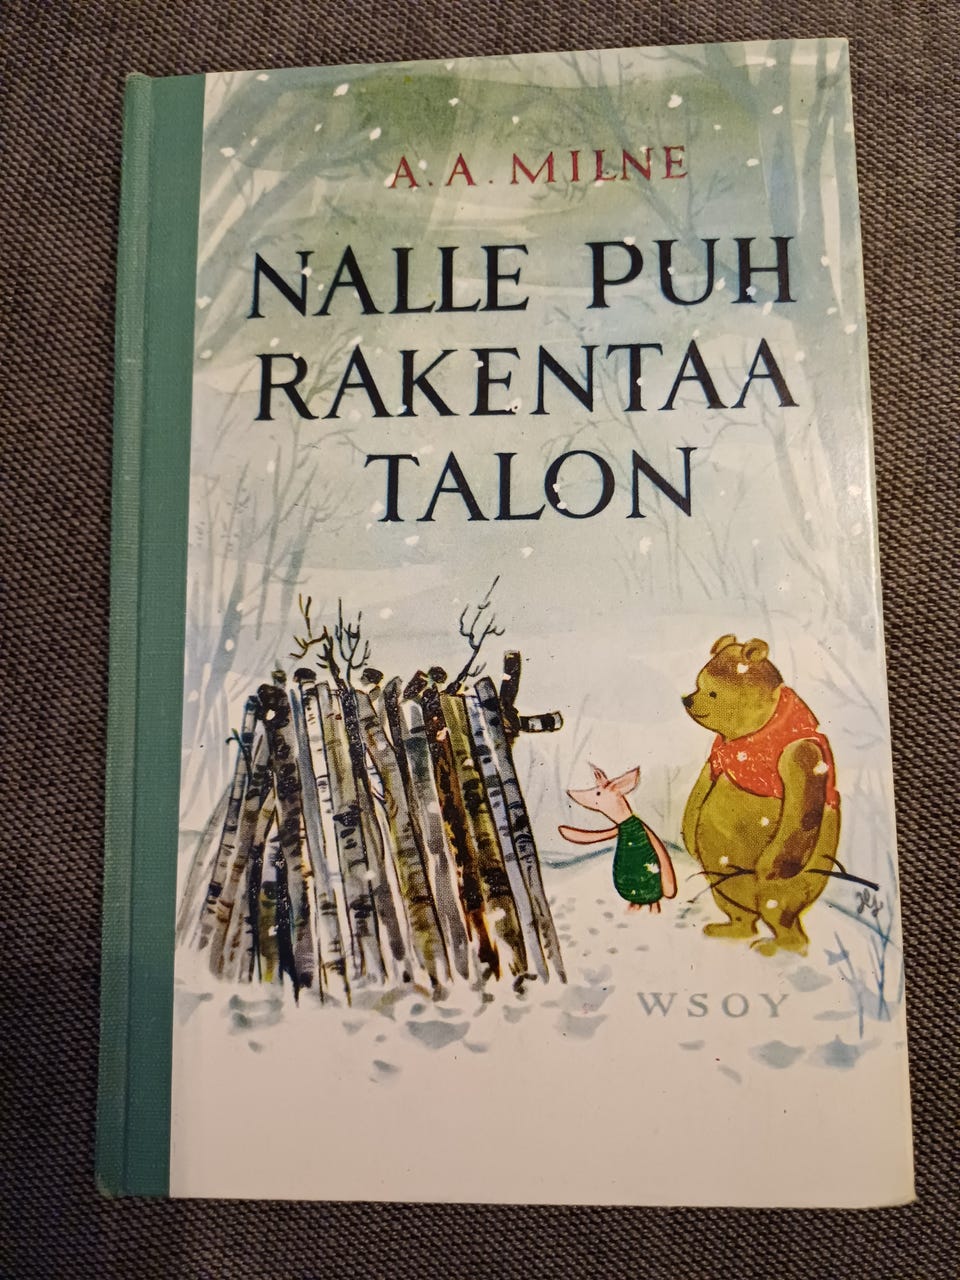 A. A. MILNE
NALLE PUH
RAKENTAA
TALON
WSOY